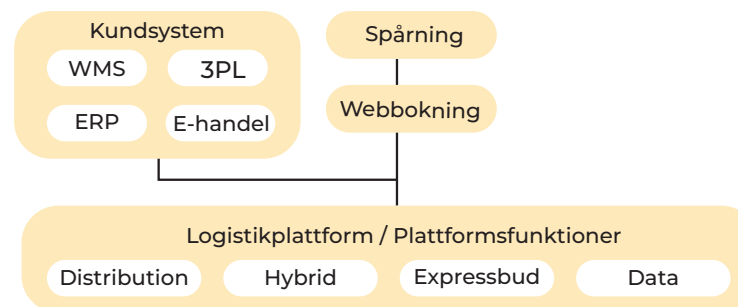 Kundsystem
WMS 3PL
ERP E-handel
Spårning
Webbokning
Logistikplattform / Plattformsfunktioner
Distribution Hybrid Expressbud Data